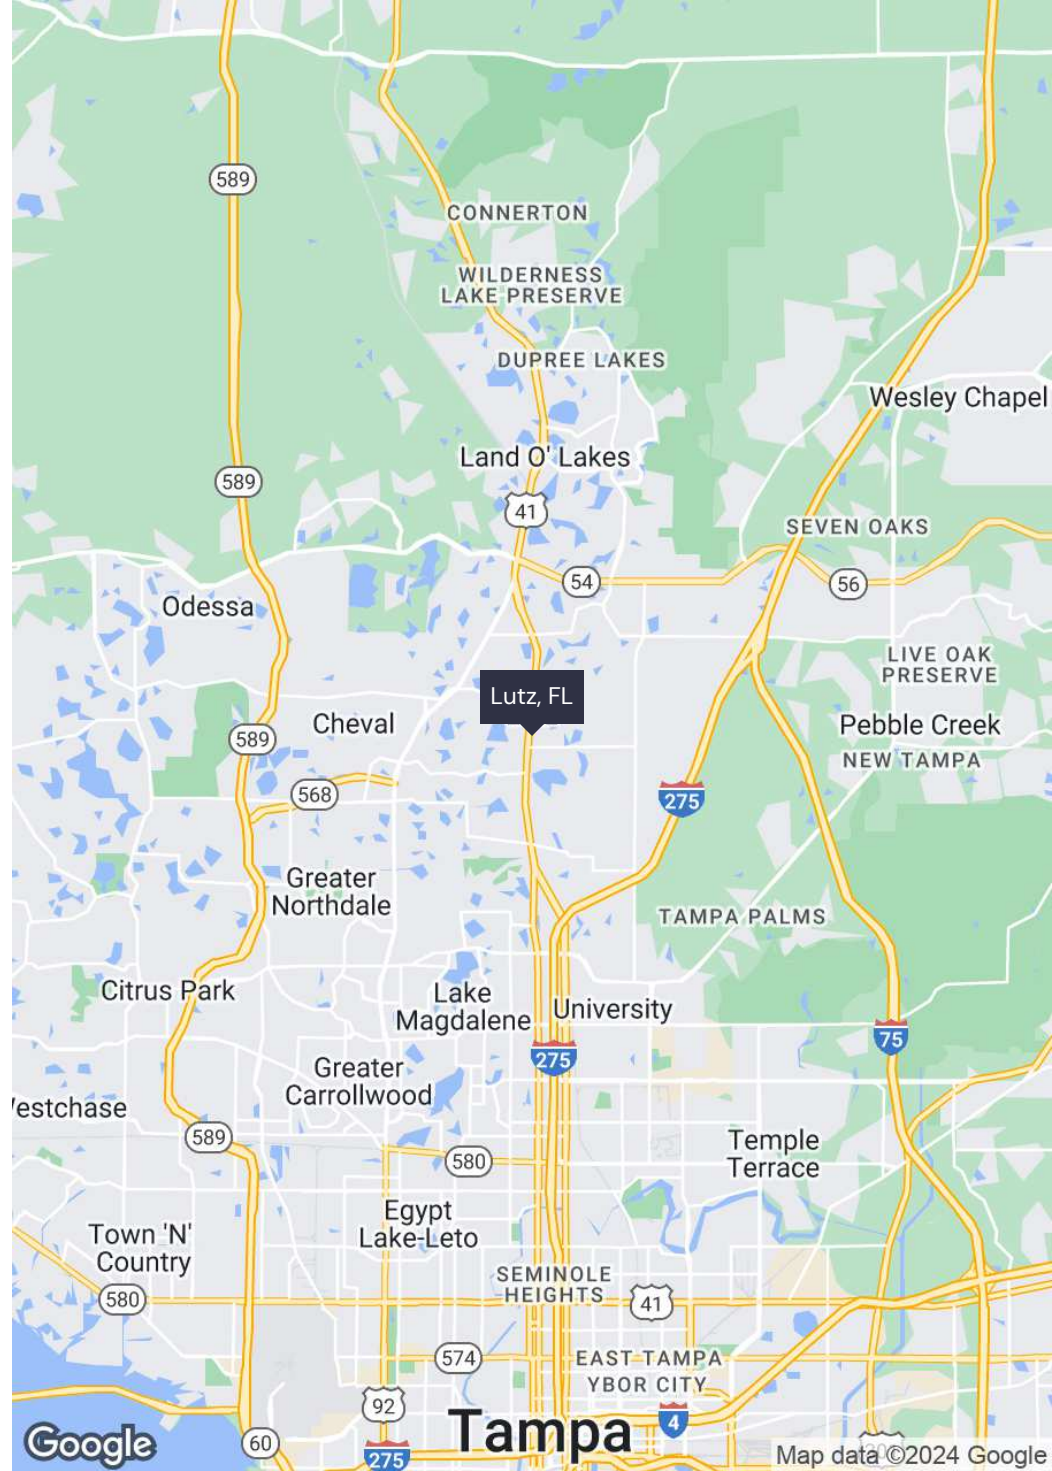 589
CONNERTON
WILDERNESS
LAKE PRESERVE
DUPREE LAKES
Wesley Chapel
Land O' Lakes
589
41
SEVEN OAKS
54
56
Odessa
LIVE OAK
PRESERVE
Lutz, FL
Cheval
Pebble Creek
589
NEW TAMPA
568
275
Greater
Northdale
TAMPA PALMS
Citrus Park
Lake
Magdalene
University
75
275
Greater
Carrollwood
estchase
589
Temple
Terrace
580
Egypt
Lake-Leto
Town 'N'
Country
SEMINOLE
HEIGHTS
580
41
574
EAST TAMPA
YBOR CITY
92
4
Tampa
Google
60
275
Map data ©2024 Google